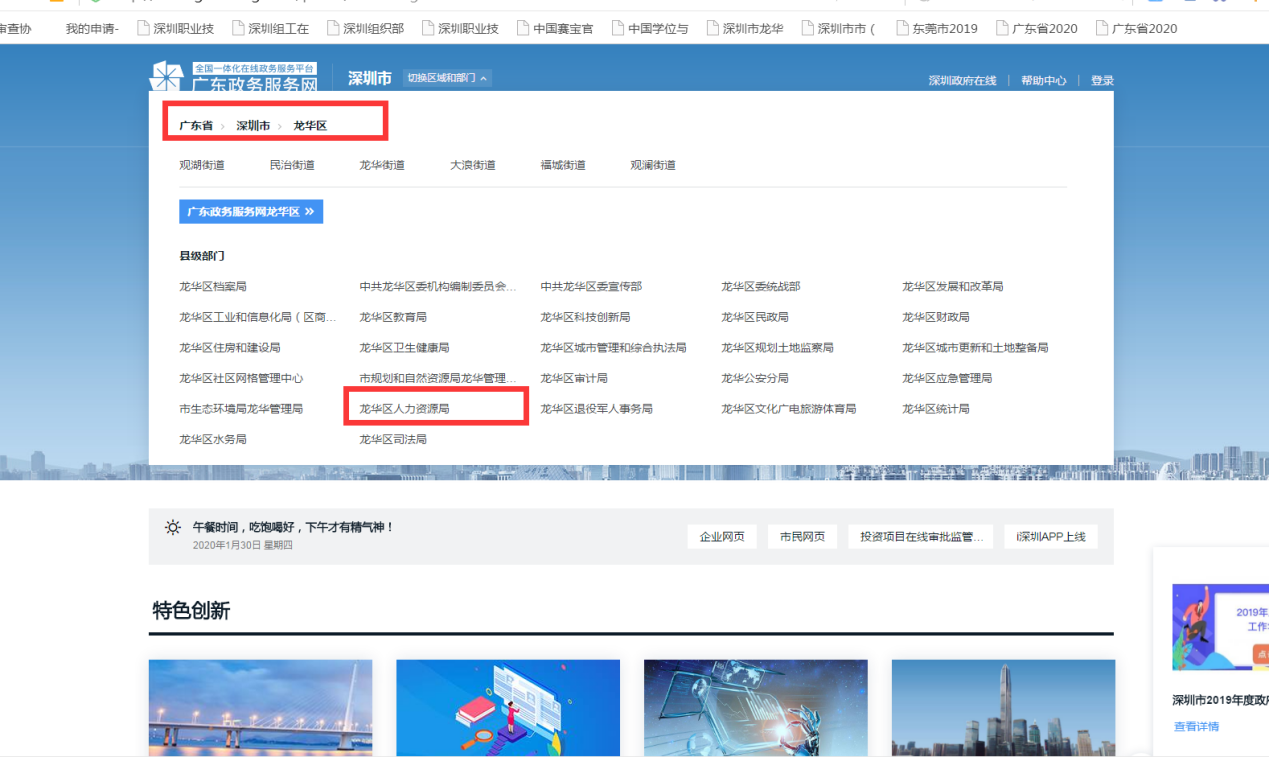 我的申请- 深圳职业技 深圳组工在 深圳组织部 深圳职业技 中国赛宝官 中国学位与 深圳市龙华 深圳市市（ 东莞市2019 广东省2020 广东省2020
全国一体化在线政务服务平台
广东政务服务网 深圳市 切换区域和部门 深圳政府在线 | 帮助中心 | 登录
广东省 > 深圳市 > 龙华区
观湖街道 民治街道 龙华街道 大浪街道 福城街道 观澜街道
广东政务服务网龙华区 »
县级部门
龙华区档案局 中共龙华区委机构编制委员会... 中共龙华区委宣传部 龙华区委统战部 龙华区发展和改革局
龙华区工业和信息化局（区商... 龙华区教育局 龙华区科技创新局 龙华区民政局 龙华区财政局
龙华区住房和建设局 龙华区卫生健康局 龙华区城市管理和综合执法局 龙华区规划土地监察局 龙华区城市更新和土地整备局
龙华区社区网格管理中心 市规划和自然资源局龙华管理... 龙华区审计局 龙华公安分局 龙华区应急管理局
市生态环境局龙华管理局 龙华区人力资源局 龙华区退役军人事务局 龙华区文化广电旅游体育局 龙华区统计局
龙华区水务局 龙华区司法局
午餐时间，吃饱喝好，下午才有精气神！
2020年1月30日 星期四
企业网页 市民网页 投资项目在线审批监管... i深圳APP上线
特色创新
2019年
工作
深圳市2019年度政府
查看详情